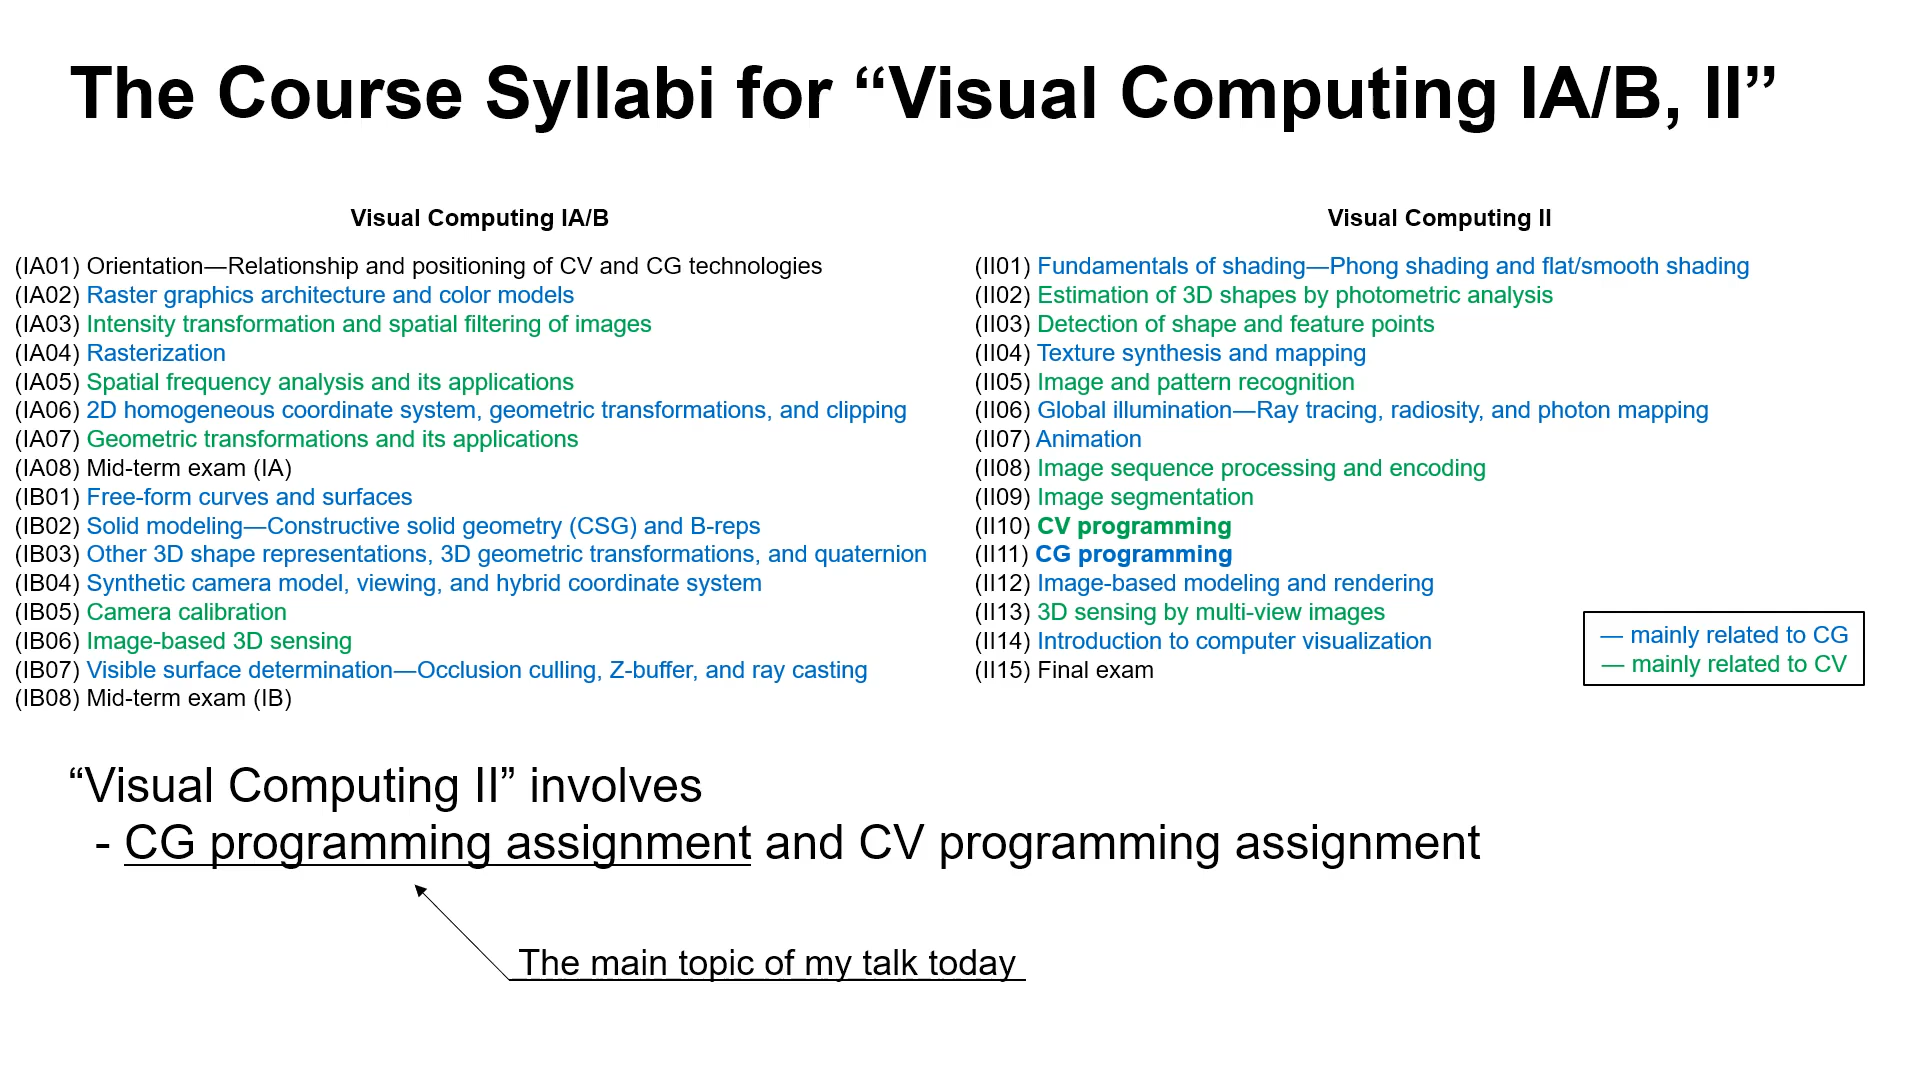 The Course Syllabi for “Visual Computing IA/B, II”
Visual Computing IA/B
(IA01) Orientation—Relationship and positioning of CV and CG technologies
(IA02) Raster graphics architecture and color models
(IA03) Intensity transformation and spatial filtering of images
(IA04) Rasterization
(IA05) Spatial frequency analysis and its applications
(IA06) 2D homogeneous coordinate system, geometric transformations, and clipping
(IA07) Geometric transformations and its applications
(IA08) Mid-term exam (IA)
(IB01) Free-form curves and surfaces
(IB02) Solid modeling—Constructive solid geometry (CSG) and B-reps
(IB03) Other 3D shape representations, 3D geometric transformations, and quaternion
(IB04) Synthetic camera model, viewing, and hybrid coordinate system
(IB05) Camera calibration
(IB06) Image-based 3D sensing
(IB07) Visible surface determination—Occlusion culling, Z-buffer, and ray casting
(IB08) Mid-term exam (IB)
Visual Computing II
(II01) Fundamentals of shading—Phong shading and flat/smooth shading
(II02) Estimation of 3D shapes by photometric analysis
(II03) Detection of shape and feature points
(II04) Texture synthesis and mapping
(II05) Image and pattern recognition
(II06) Global illumination—Ray tracing, radiosity, and photon mapping
(II07) Animation
(II08) Image sequence processing and encoding
(II09) Image segmentation
(II10) CV programming
(II11) CG programming
(II12) Image-based modeling and rendering
(II13) 3D sensing by multi-view images
(II14) Introduction to computer visualization
(II15) Final exam
— mainly related to CG
— mainly related to CV
“Visual Computing II” involves
- CG programming assignment and CV programming assignment
The main topic of my talk today